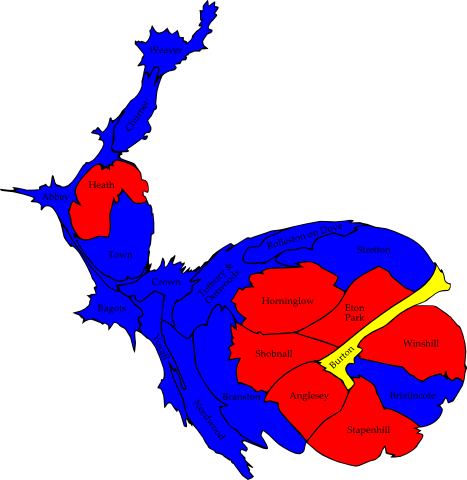 Weaver
Churnet
Heath
Abbey
Town
Rolleston on Dove
Stretton
Crown
Tutbury &
Outwoods
Bagots
Horninglow
Eton
Park
Winshill
Burton
Shobnall
Yoxall
Branston
Anglesey
Brizlincote
Needwood
Stapenhill